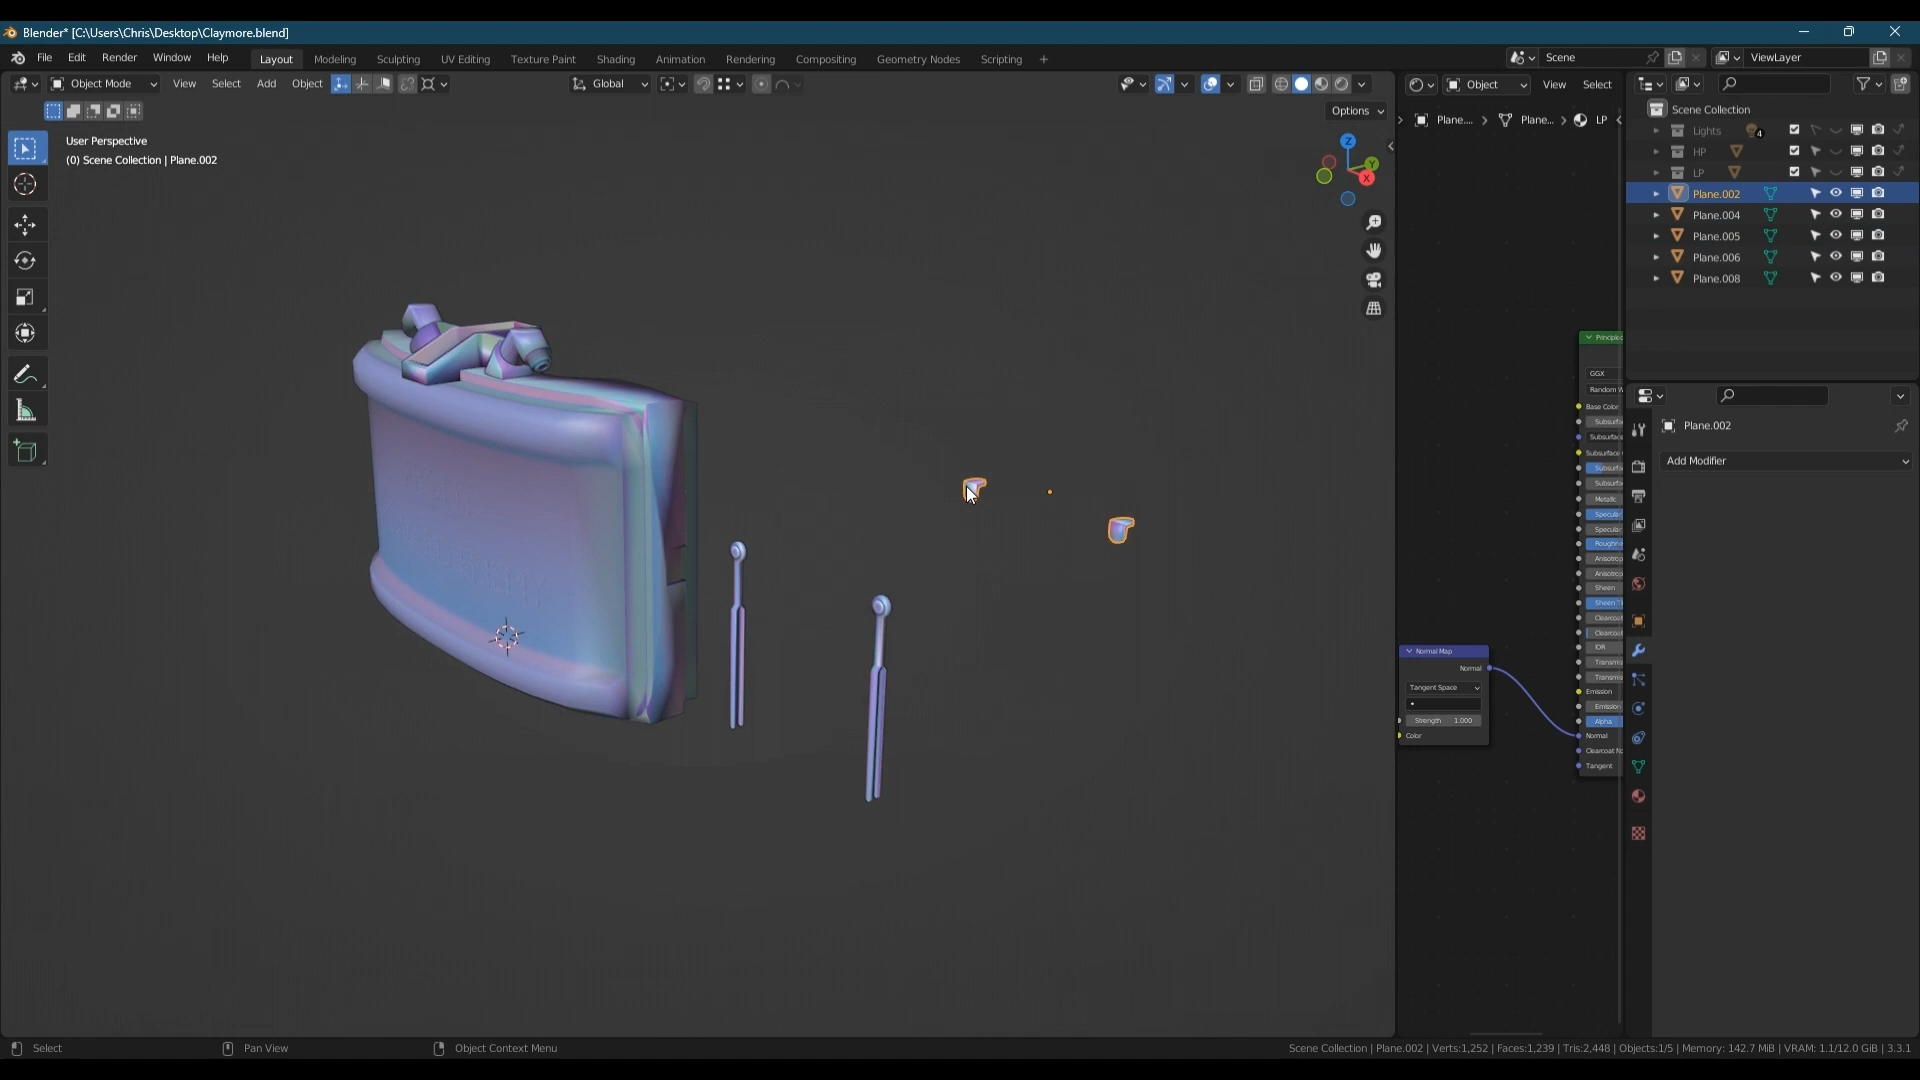 Blender* [C:\Users\Chris\Desktop\Claymore.blend]
File Edit Render Window Help Layout Modeling Sculpting UV Editing Texture Paint Shading Animation Rendering Compositing Geometry Nodes Scripting + Scene ViewLayer
Object Mode View Select Add Object Global Object View Select
Options
User Perspective
(0) Scene Collection | Plane.002
Z
Y
X
Plane.... Plane... LP
Scene Collection
Lights 4
HP
LP
Plane.002
Plane.004
Plane.005
Plane.006
Plane.008
GGX
Base Color
Metallic
Sheen
IOR
Emission
Emission
Alpha
Normal
Tangent
Normal Map
Normal
Tangent Space
Strength 1.000
Color
Plane.002
Add Modifier
Select Pan View Object Context Menu
Scene Collection | Plane.002 | Verts:1,252 | Faces:1,239 | Tris:2,448 | Objects:1/5 | Memory: 142.7 MiB | VRAM: 1.1/12.0 GiB | 3.3.1